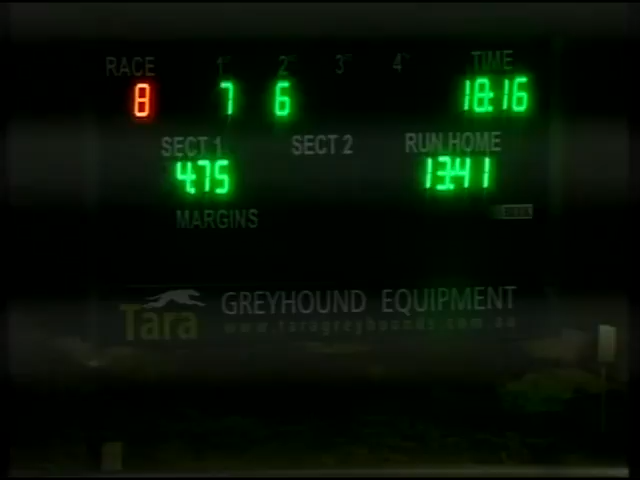 RACE 1st 2nd 3rd 4th TIME
8 7 6 18:16
SECT 1 SECT 2 RUN HOME
4:75 13:41
MARGINS
Tara GREYHOUND EQUIPMENT
www.taragreyhounds.com.au